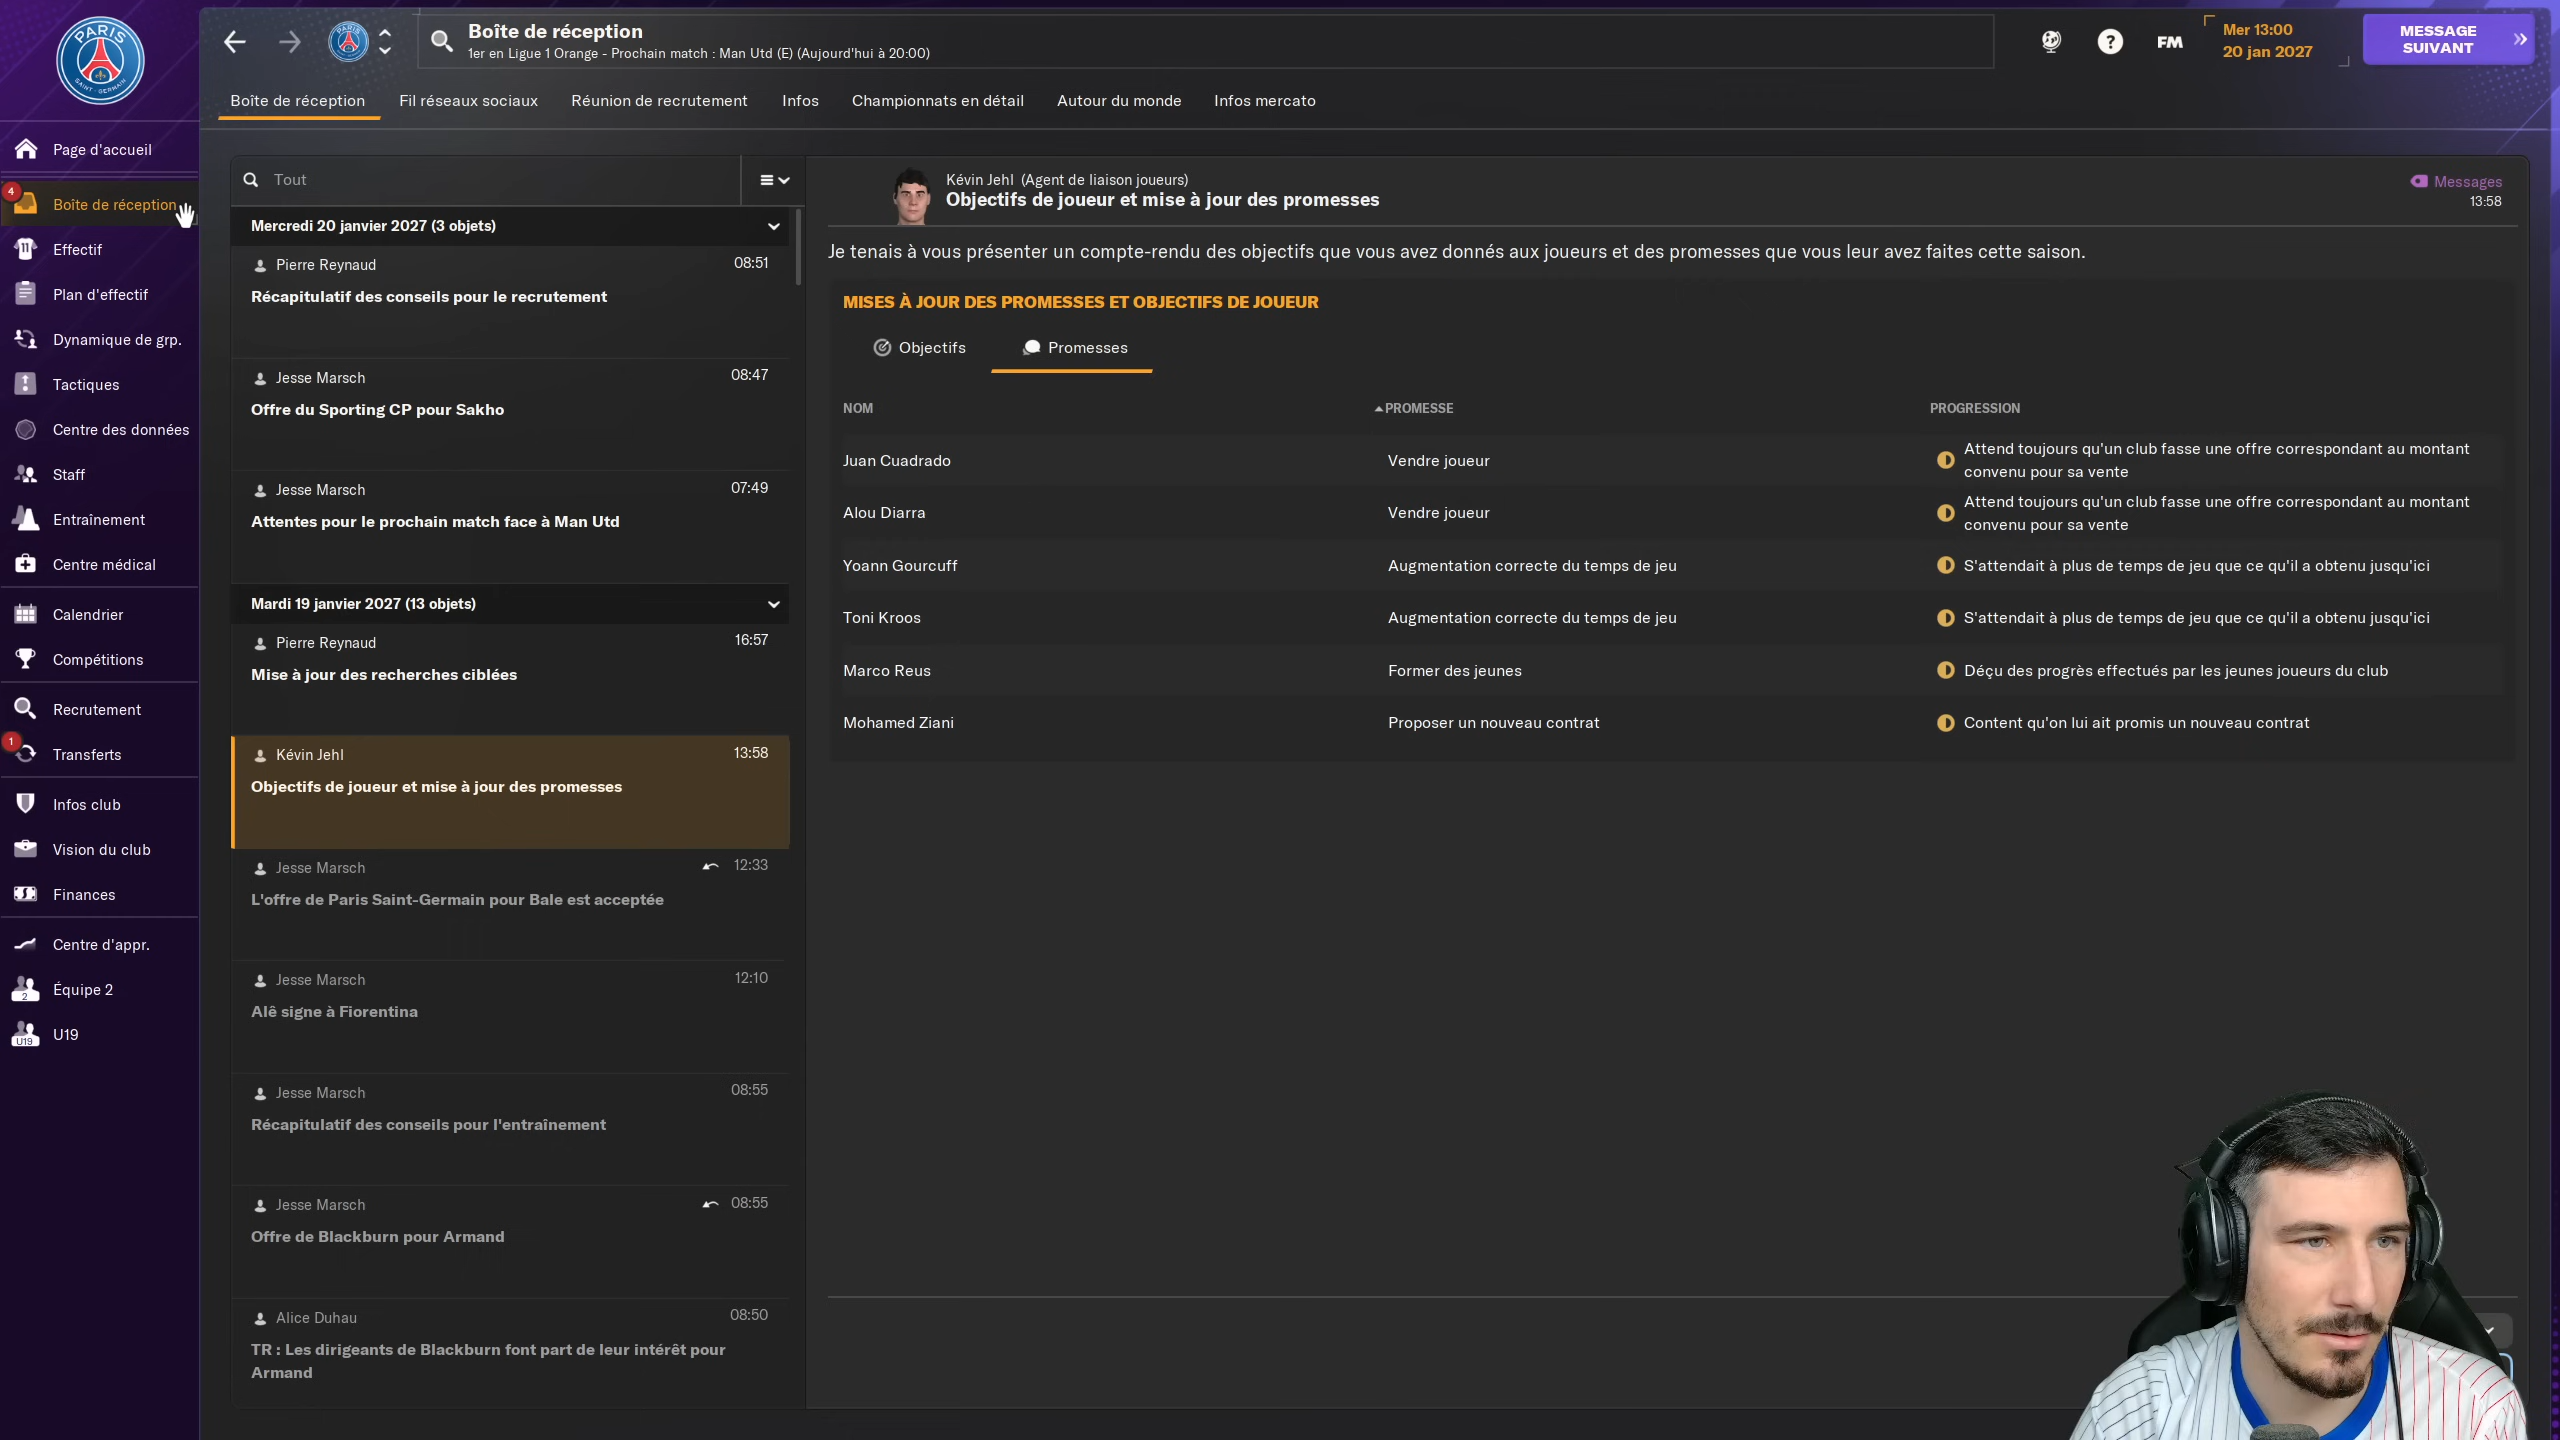 PARIS
SAINT-GERMAIN
Boîte de réception
1er en Ligue 1 Orange - Prochain match : Man Utd (E) (Aujourd'hui à 20:00)
FM
Mer 13:00
20 jan 2027
MESSAGE
SUIVANT
Boîte de réception
Fil réseaux sociaux
Réunion de recrutement
Infos
Championnats en détail
Autour du monde
Infos mercato
Page d'accueil
4
Boîte de réception
Effectif
Plan d'effectif
Dynamique de grp.
Tactiques
Centre des données
Staff
Entraînement
Centre médical
Calendrier
Compétitions
Recrutement
1
Transferts
Infos club
Vision du club
Finances
Centre d'appr.
2
Équipe 2
U19
U19
Tout
Mercredi 20 janvier 2027 (3 objets)
Pierre Reynaud
08:51
Récapitulatif des conseils pour le recrutement
Jesse Marsch
08:47
Offre du Sporting CP pour Sakho
Jesse Marsch
07:49
Attentes pour le prochain match face à Man Utd
Mardi 19 janvier 2027 (13 objets)
Pierre Reynaud
16:57
Mise à jour des recherches ciblées
Kévin Jehl
13:58
Objectifs de joueur et mise à jour des promesses
Jesse Marsch
12:33
L'offre de Paris Saint-Germain pour Bale est acceptée
Jesse Marsch
12:10
Alê signe à Fiorentina
Jesse Marsch
08:55
Récapitulatif des conseils pour l'entraînement
Jesse Marsch
08:55
Offre de Blackburn pour Armand
Alice Duhau
08:50
TR : Les dirigeants de Blackburn font part de leur intérêt pour
Armand
Kévin Jehl (Agent de liaison joueurs)
Objectifs de joueur et mise à jour des promesses
Messages
13:58
Je tenais à vous présenter un compte-rendu des objectifs que vous avez donnés aux joueurs et des promesses que vous leur avez faites cette saison.
MISES À JOUR DES PROMESSES ET OBJECTIFS DE JOUEUR
Objectifs
Promesses
NOM
PROMESSE
PROGRESSION
Juan Cuadrado
Vendre joueur
Attend toujours qu'un club fasse une offre correspondant au montant
convenu pour sa vente
Alou Diarra
Vendre joueur
Attend toujours qu'un club fasse une offre correspondant au montant
convenu pour sa vente
Yoann Gourcuff
Augmentation correcte du temps de jeu
S'attendait à plus de temps de jeu que ce qu'il a obtenu jusqu'ici
Toni Kroos
Augmentation correcte du temps de jeu
S'attendait à plus de temps de jeu que ce qu'il a obtenu jusqu'ici
Marco Reus
Former des jeunes
Déçu des progrès effectués par les jeunes joueurs du club
Mohamed Ziani
Proposer un nouveau contrat
Content qu'on lui ait promis un nouveau contrat